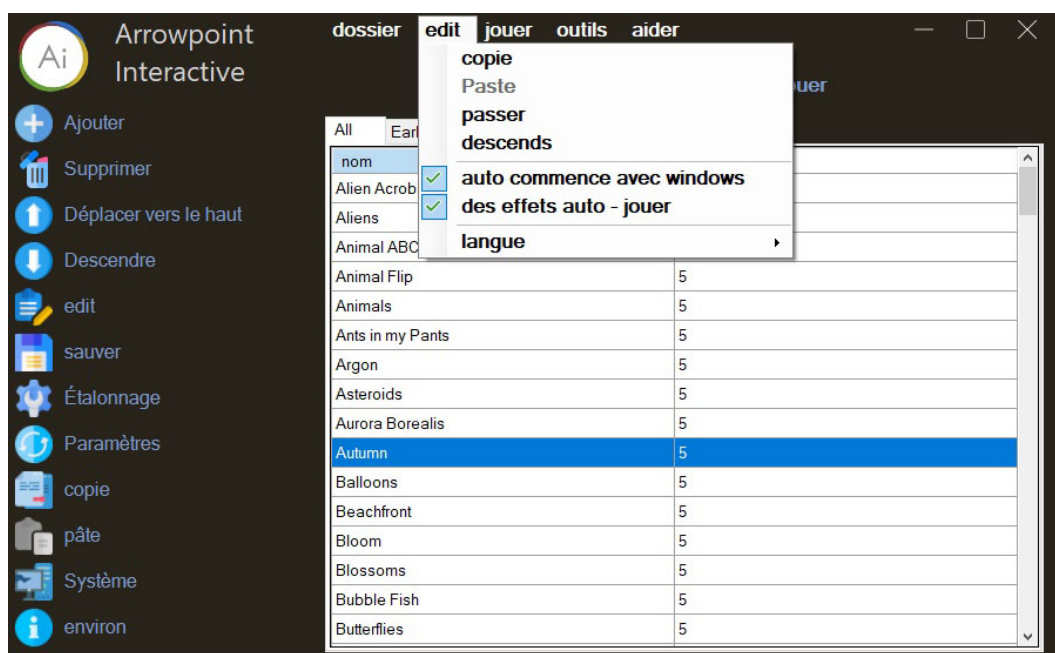 Arrowpoint
Interactive
Ai
dossier edit jouer outils aider
copie
Paste
passer
descends
auto commence avec windows
des effets auto - jouer
langue
Ajouter
Supprimer
Déplacer vers le haut
Descendre
edit
sauver
Étalonnage
Paramètres
copie
pâte
Système
environ
All
nom
Alien Acrob
Aliens
Animal ABC
Animal Flip 5
Animals 5
Ants in my Pants 5
Argon 5
Asteroids 5
Aurora Borealis 5
Autumn 5
Balloons 5
Beachfront 5
Bloom 5
Blossoms 5
Bubble Fish 5
Butterflies 5